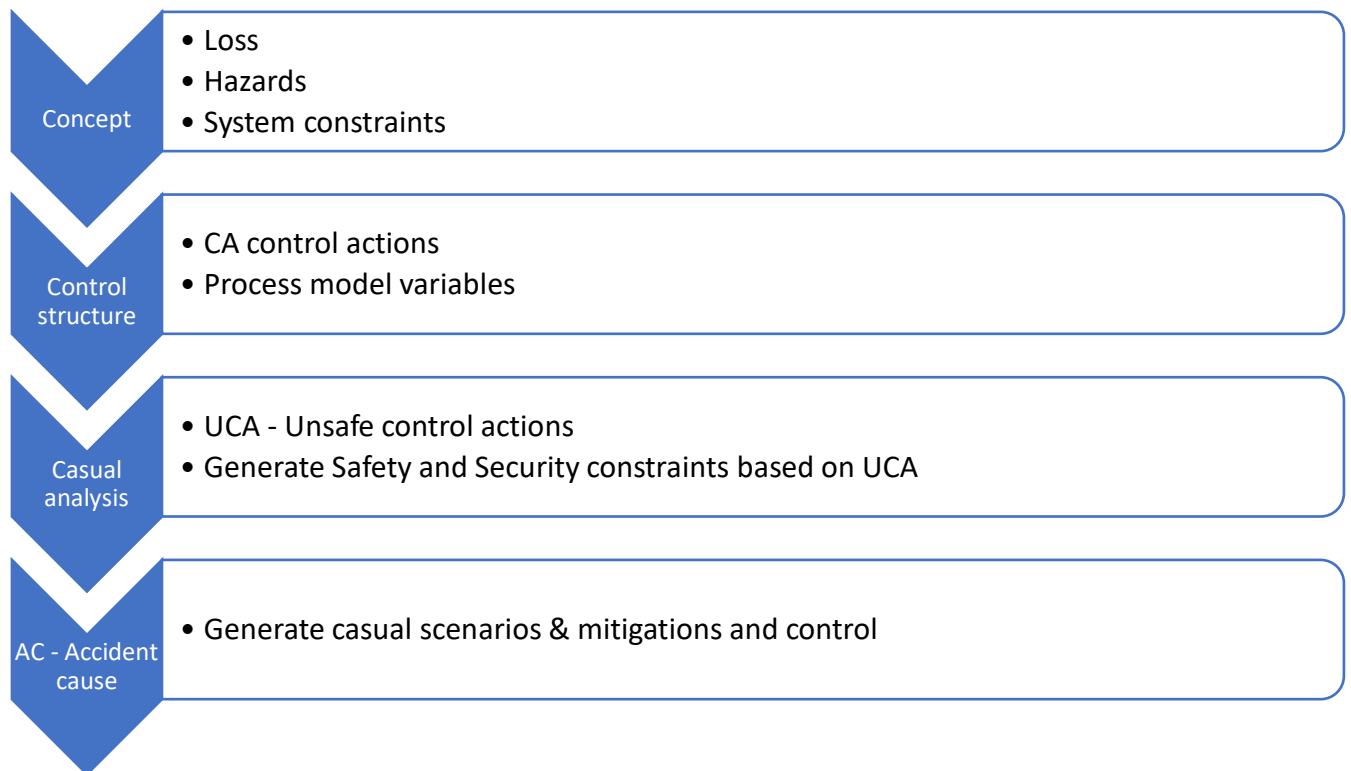 Concept
• Loss
• Hazards
• System constraints
Control
structure
• CA control actions
• Process model variables
Casual
analysis
• UCA - Unsafe control actions
• Generate Safety and Security constraints based on UCA
AC - Accident
cause
• Generate casual scenarios & mitigations and control